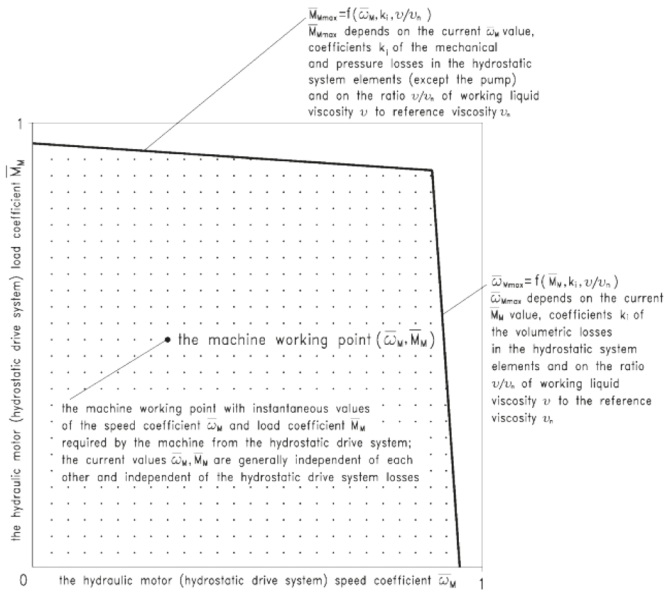 M̅Mmax=f(ω̅M, ki, υ/υn)
M̅Mmax depends on the current ω̅M value,
coefficients ki of the mechanical
and pressure losses in the hydrostatic
system elements (except the pump)
and on the ratio υ/υn of working liquid
viscosity υ to reference viscosity υn
1
the hydraulic motor (hydrostatic drive system) load coefficient M̅M
ω̅Mmax=f(M̅M, ki, υ/υn)
ω̅Mmax depends on the current
M̅M value, coefficients ki of
the volumetric losses
in the hydrostatic system
elements and on the ratio
υ/υn of working liquid
viscosity υ to the reference
viscosity υn
the machine working point (ω̅M, M̅M)
the machine working point with instantaneous values
of the speed coefficient ω̅M and load coefficient M̅M
required by the machine from the hydrostatic drive system;
the current values ω̅M, M̅M are generally independent of each
other and independent of the hydrostatic drive system losses
0
the hydraulic motor (hydrostatic drive system) speed coefficient ω̅M
1